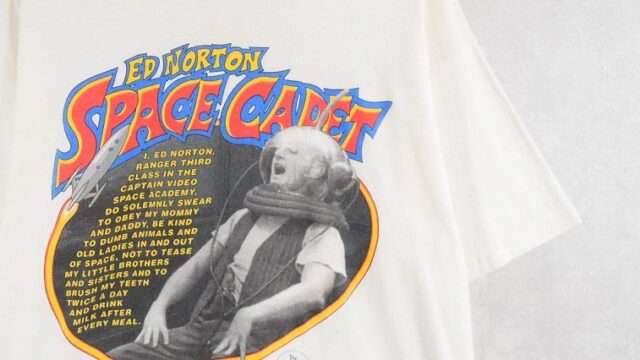 ED NORTON
SPACE CADET
I, ED NORTON,
RANGER THIRD
CLASS IN THE
CAPTAIN VIDEO
SPACE ACADEMY,
DO SOLEMNLY SWEAR
TO OBEY MY MOMMY
AND DADDY, BE KIND
TO DUMB ANIMALS AND
OLD LADIES IN AND OUT
OF SPACE, NOT TO TEASE
MY LITTLE BROTHERS
AND SISTERS AND TO
BRUSH MY TEETH
TWICE A DAY
AND DRINK
MILK AFTER
EVERY MEAL.